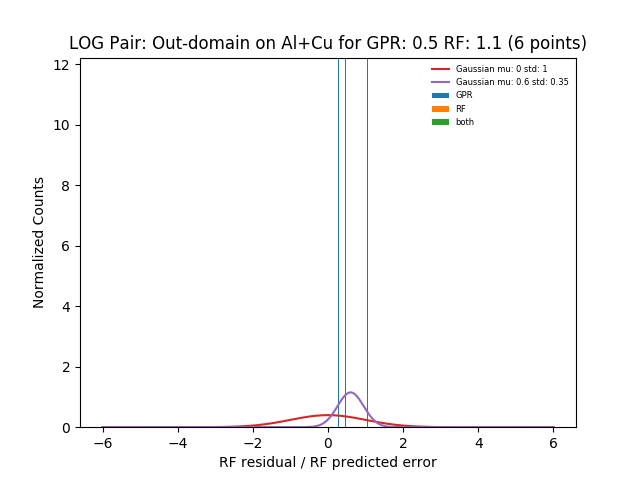 LOG Pair: Out-domain on Al+Cu for GPR: 0.5 RF: 1.1 (6 points)
Gaussian mu: 0 std: 1
Gaussian mu: 0.6 std: 0.35
GPR
RF
both
Normalized Counts
12
10
8
6
4
2
0
−6
−4
−2
0
2
4
6
RF residual / RF predicted error